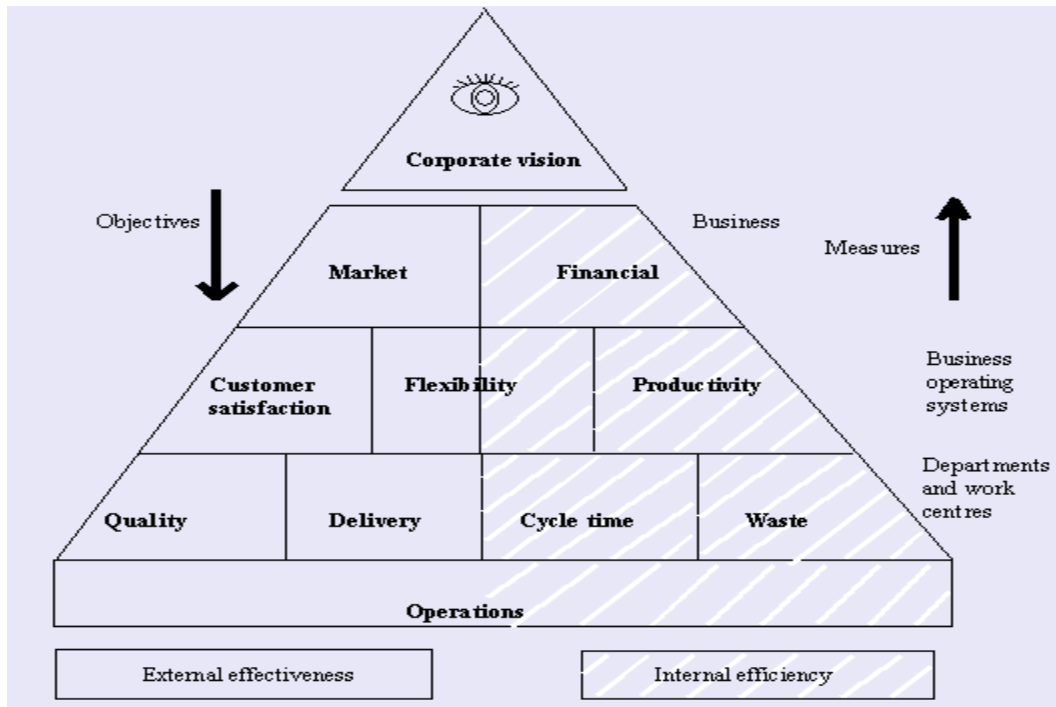 Corporate vision
Objectives
Business
Measures
Market
Financial
Customer
satisfaction
Flexibility
Productivity
Business
operating
systems
Quality
Delivery
Cycle time
Waste
Departments
and work
centres
Operations
External effectiveness
Internal efficiency